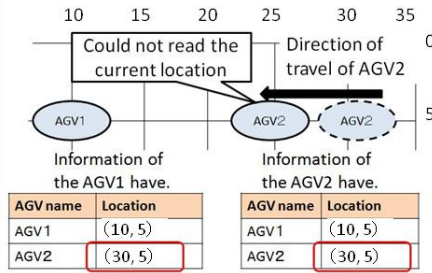 10 15 20 25 30 35
Could not read the
current location
Direction of
travel of AGV2
0
AGV1
AGV2
AGV2
5
Information of
the AGV1 have.
Information of
the AGV2 have.
AGV name Location
AGV1 (10, 5)
AGV2 (30, 5)
AGV name Location
AGV1 (10, 5)
AGV2 (30, 5)